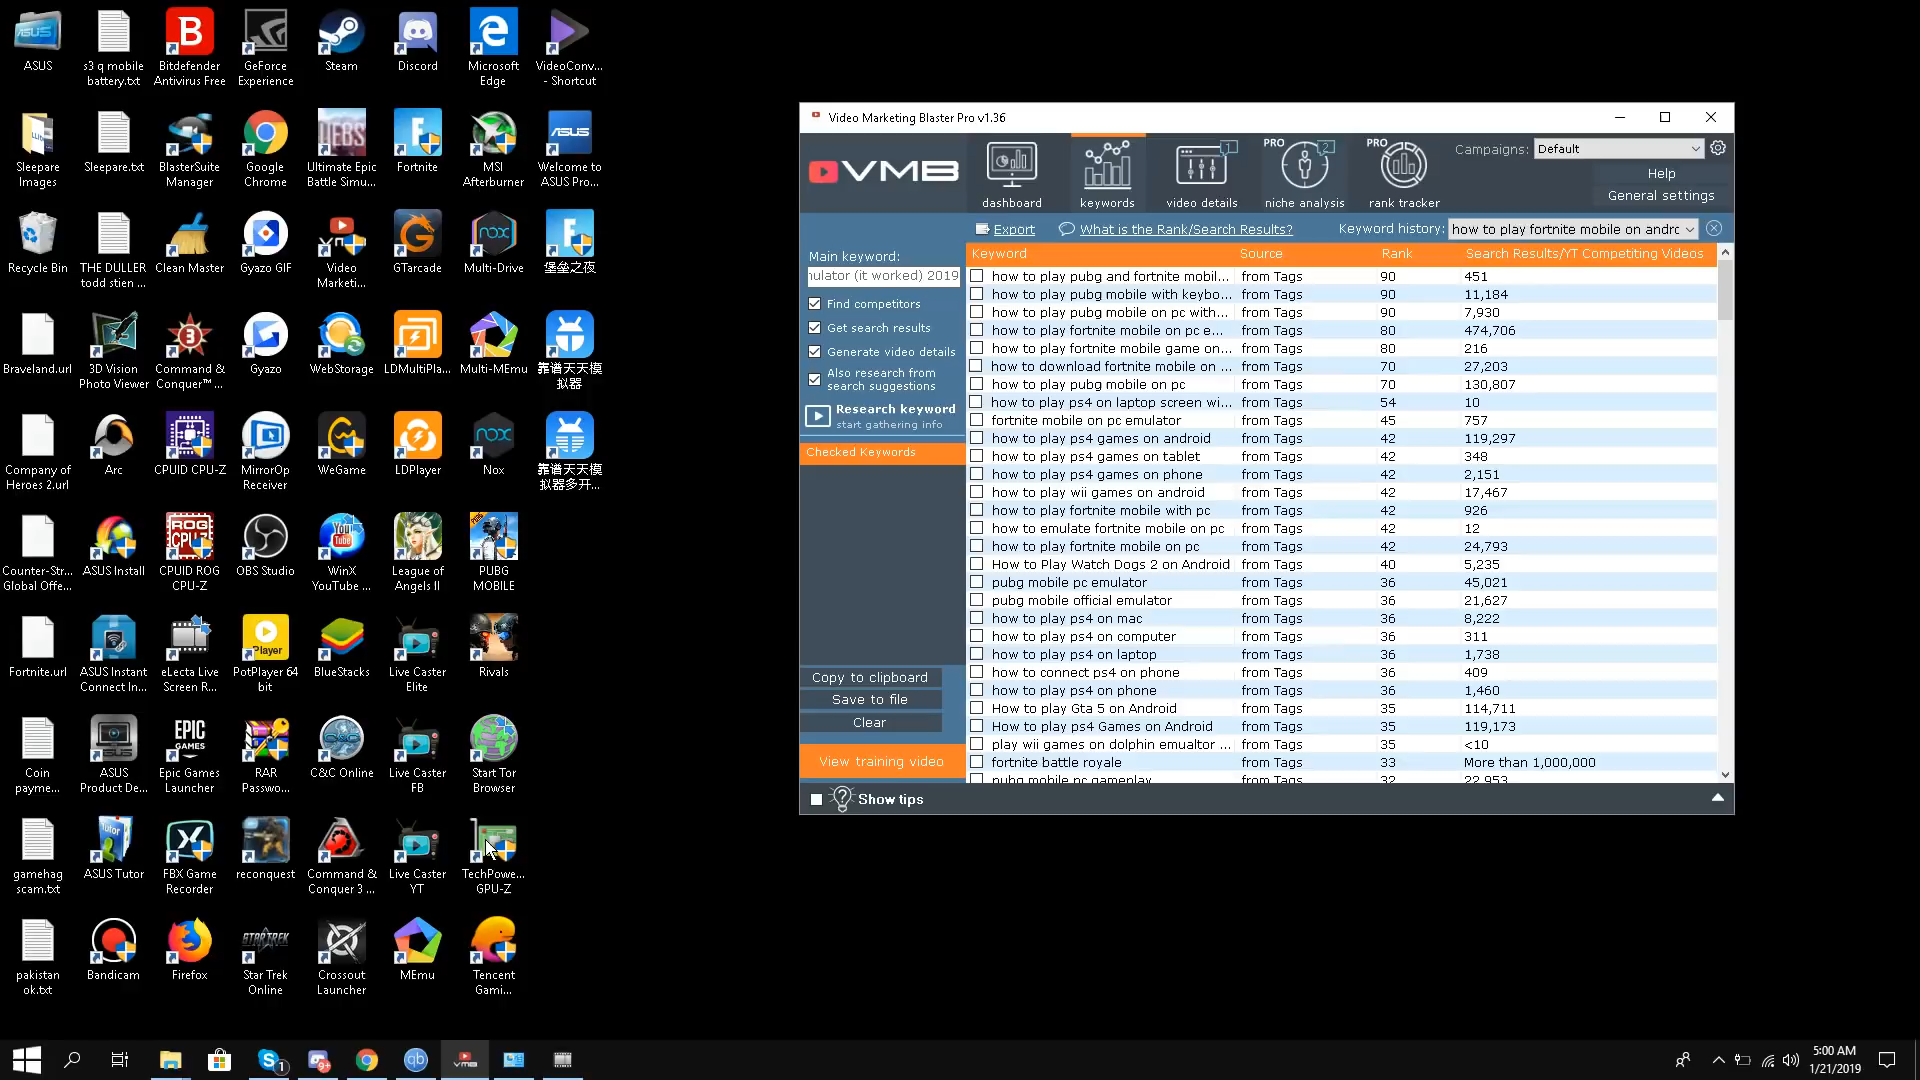 ASUS
s3 q mobile
battery.txt
Bitdefender
Antivirus Free
GeForce
Experience
Steam
Discord
Microsoft
Edge
VideoConv...
- Shortcut
Sleepare
Images
Sleepare.txt
BlasterSuite
Manager
Google
Chrome
Ultimate Epic
Battle Simu...
Fortnite
MSI
Afterburner
Welcome to
ASUS Pro...
Recycle Bin
THE DULLER
todd stien ...
Clean Master
Gyazo GIF
Video
Marketi...
GTarcade
Multi-Drive
堡垒之夜
Braveland.url
3D Vision
Photo Viewer
Command &
Conquer™ ...
Gyazo
WebStorage
LDMultiPla...
Multi-MEmu
靠谱天天模
拟器
Company of
Heroes 2.url
Arc
CPUID CPU-Z
MirrorOp
Receiver
WeGame
LDPlayer
Nox
靠谱天天模
拟器多开...
Counter-Str...
Global Offe...
ASUS Install
CPUID ROG
CPU-Z
OBS Studio
WinX
YouTube ...
League of
Angels II
PUBG
MOBILE
Fortnite.url
ASUS Instant
Connect In...
eLecta Live
Screen R...
PotPlayer 64
bit
BlueStacks
Live Caster
Elite
Rivals
Coin
payme...
ASUS
Product De...
Epic Games
Launcher
RAR
Passwo...
C&C Online
Live Caster
FB
Start Tor
Browser
gamehag
scam.txt
ASUS Tutor
FBX Game
Recorder
reconquest
Command &
Conquer 3 ...
Live Caster
YT
TechPowe...
GPU-Z
pakistan
ok.txt
Bandicam
Firefox
Star Trek
Online
Crossout
Launcher
MEmu
Tencent
Gami...
Video Marketing Blaster Pro v1.36
VMB
dashboard
keywords
1
video details
PRO
2
niche analysis
PRO
rank tracker
Campaigns: Default
Help
General settings
Export
What is the Rank/Search Results?
Keyword history: how to play fortnite mobile on andrc
Main keyword:
nulator (it worked) 2019
Find competitors
Get search results
Generate video details
Also research from
search suggestions
Research keyword
start gathering info
Checked Keywords
Copy to clipboard
Save to file
Clear
View training video
Keyword Source Rank Search Results/YT Competing Videos
how to play pubg and fortnite mobil... from Tags 90 451
how to play pubg mobile with keybo... from Tags 90 11,184
how to play pubg mobile on pc with... from Tags 90 7,930
how to play fortnite mobile on pc e... from Tags 80 474,706
how to play fortnite mobile game on... from Tags 80 216
how to download fortnite mobile on ... from Tags 70 27,203
how to play pubg mobile on pc from Tags 70 130,807
how to play ps4 on laptop screen wi... from Tags 54 10
fortnite mobile on pc emulator from Tags 45 757
how to play ps4 games on android from Tags 42 119,297
how to play ps4 games on tablet from Tags 42 348
how to play ps4 games on phone from Tags 42 2,151
how to play wii games on android from Tags 42 17,467
how to play fortnite mobile with pc from Tags 42 926
how to emulate fortnite mobile on pc from Tags 42 12
how to play fortnite mobile on pc from Tags 42 24,793
How to Play Watch Dogs 2 on Android from Tags 40 5,235
pubg mobile pc emulator from Tags 36 45,021
pubg mobile official emulator from Tags 36 21,627
how to play ps4 on mac from Tags 36 8,222
how to play ps4 on computer from Tags 36 311
how to play ps4 on laptop from Tags 36 1,738
how to connect ps4 on phone from Tags 36 409
how to play ps4 on phone from Tags 36 1,460
How to play Gta 5 on Android from Tags 35 114,711
How to play ps4 Games on Android from Tags 35 119,173
play wii games on dolphin emualtor ... from Tags 35 <10
fortnite battle royale from Tags 33 More than 1,000,000
pubg mobile pc gameplay from Tags 32 22,953
Show tips
5:00 AM
1/21/2019